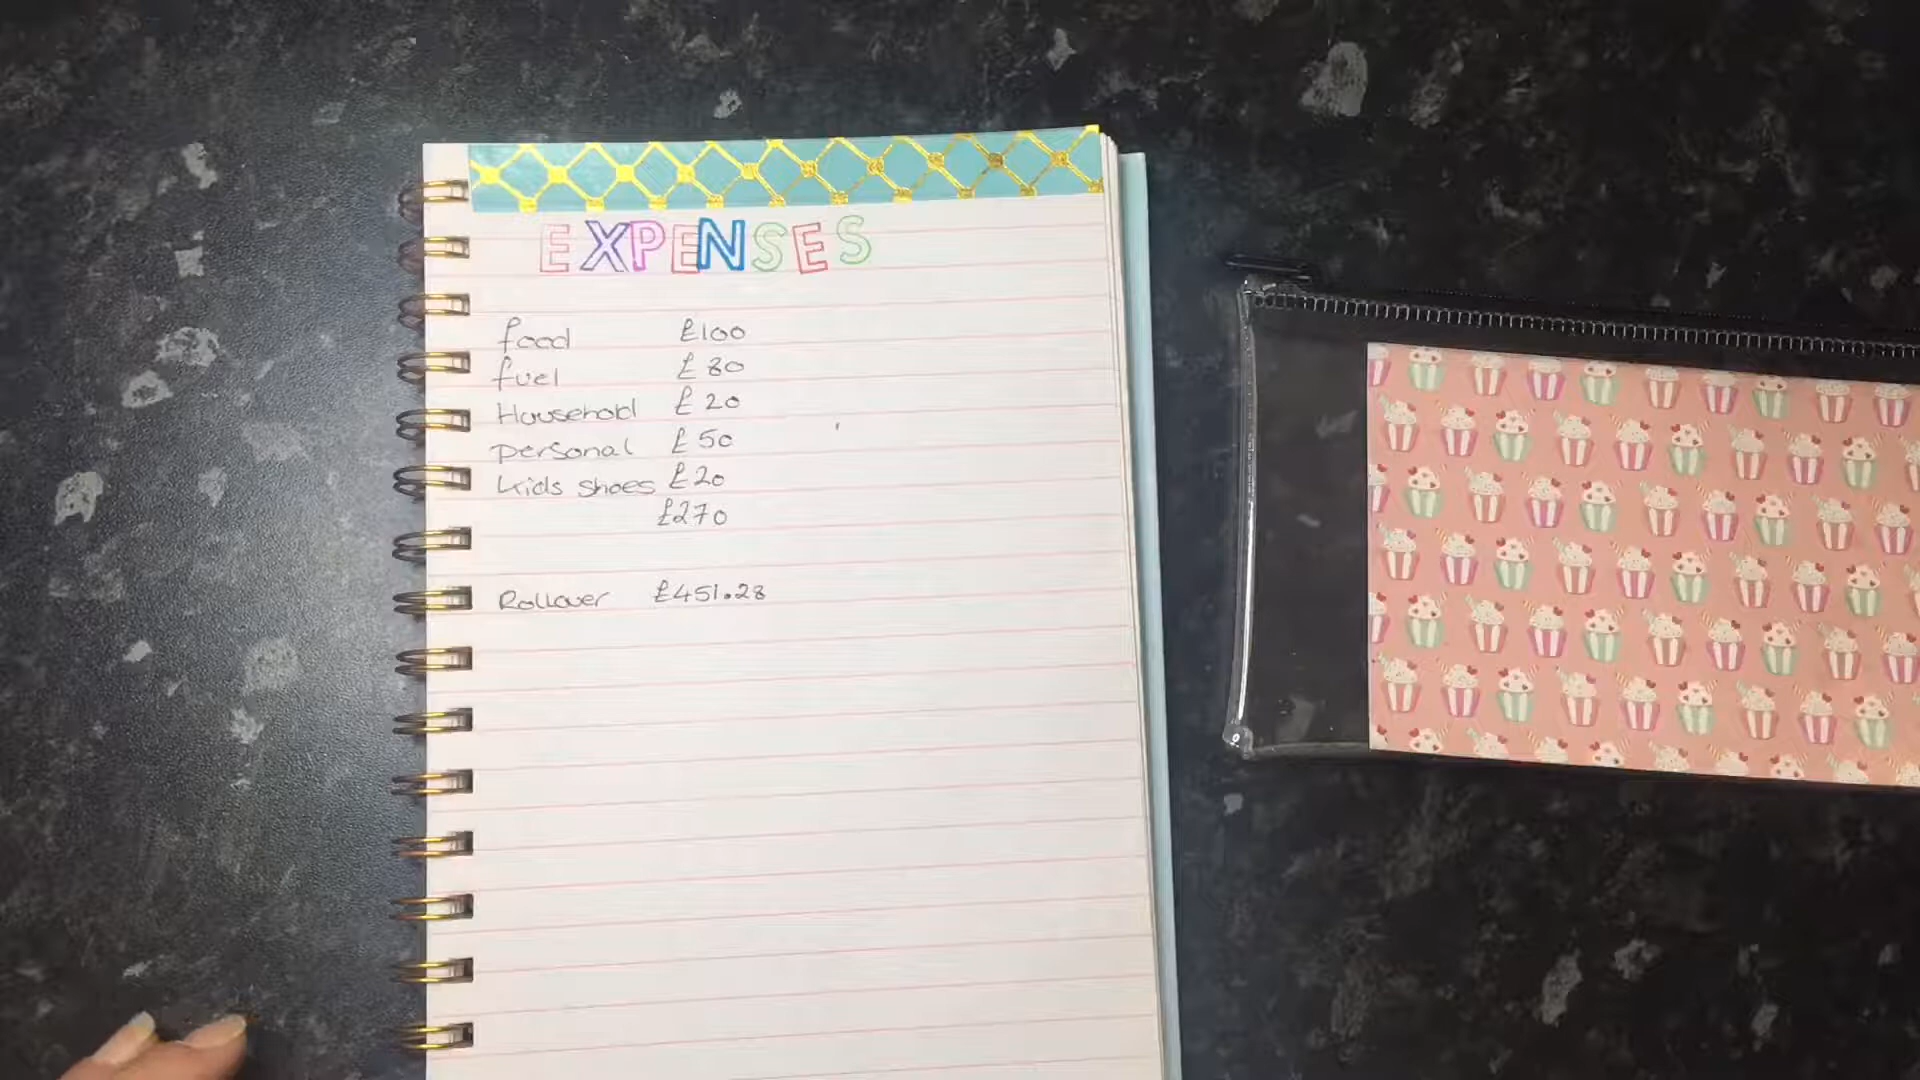 EXPENSES
food £100
fuel £80
Household £20
personal £50
kids shoes £20
£270
Rollover £451.28